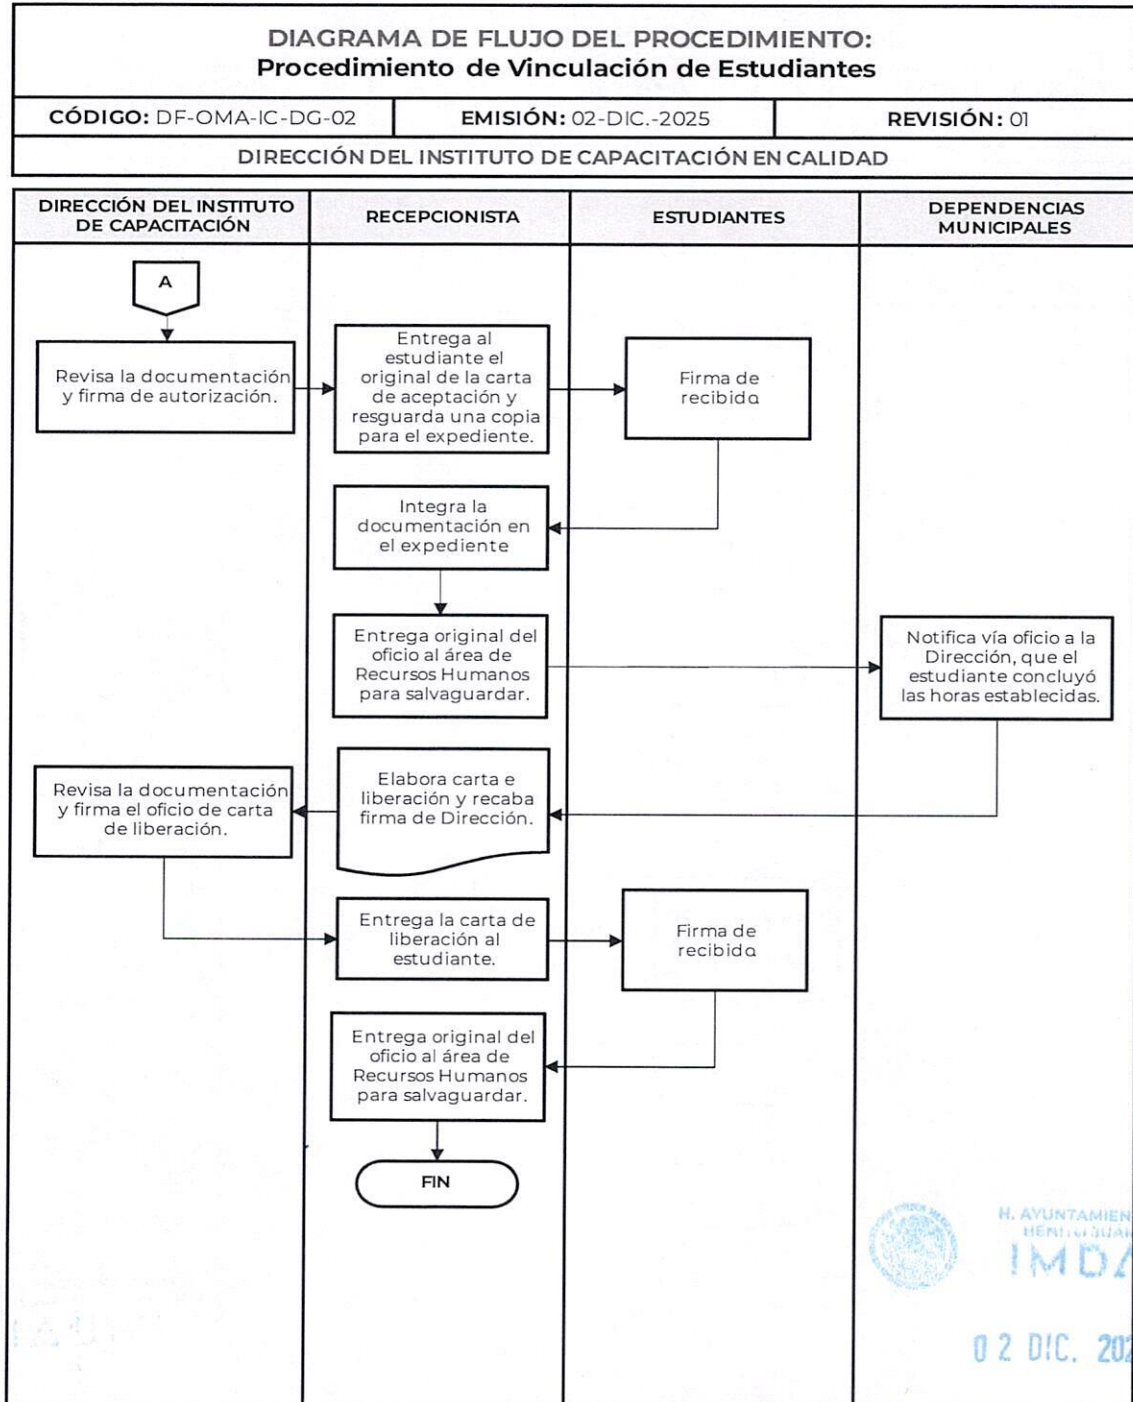 DIAGRAMA DE FLUJO DEL PROCEDIMIENTO:
Procedimiento de Vinculación de Estudiantes
CÓDIGO: DF-OMA-IC-DG-02
EMISIÓN: 02-DIC.-2025
REVISIÓN: 01
DIRECCIÓN DEL INSTITUTO DE CAPACITACIÓN EN CALIDAD
DIRECCIÓN DEL INSTITUTO
DE CAPACITACIÓN
RECEPCIONISTA
ESTUDIANTES
DEPENDENCIAS
MUNICIPALES
A
Revisa la documentación
y firma de autorización.
Entrega al
estudiante el
original de la carta
de aceptación y
resguarda una copia
para el expediente.
Firma de
recibida
Integra la
documentación en
el expediente
Entrega original del
oficio al área de
Recursos Humanos
para salvaguardar.
Notifica vía oficio a la
Dirección, que el
estudiante concluyó
las horas establecidas.
Elabora carta e
liberación y recaba
firma de Dirección.
Revisa la documentación
y firma el oficio de carta
de liberación.
Entrega la carta de
liberación al
estudiante.
Firma de
recibida
Entrega original del
oficio al área de
Recursos Humanos
para salvaguardar.
FIN
H. AYUNTAMIEN
IMDA
02 DIC. 202